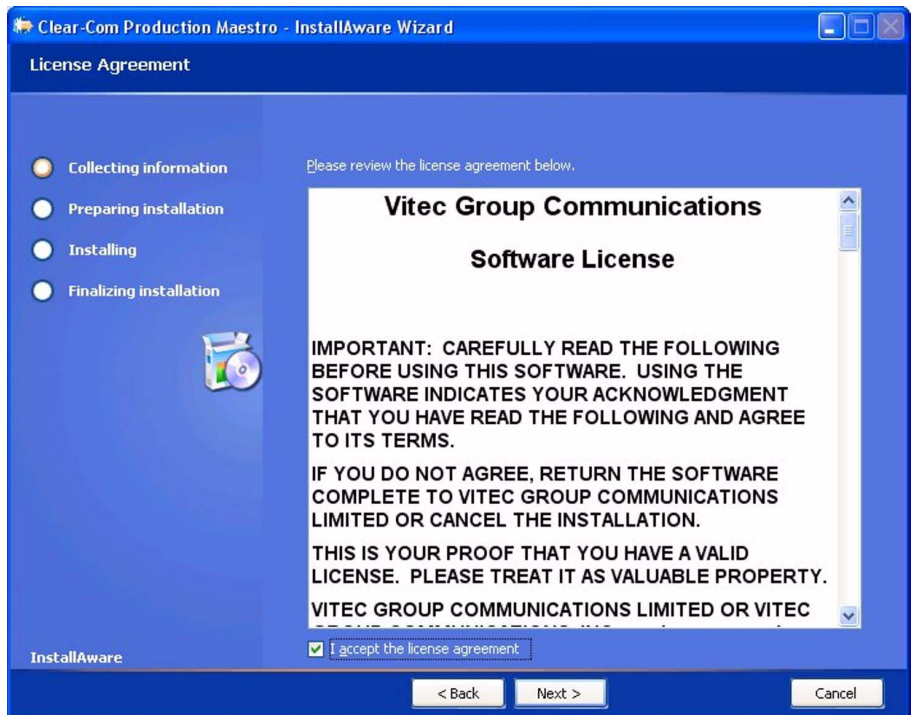 Clear-Com Production Maestro - InstallAware Wizard
License Agreement
Collecting information
Preparing installation
Installing
Finalizing installation
InstallAware
Please review the license agreement below.
Vitec Group Communications
Software License
IMPORTANT: CAREFULLY READ THE FOLLOWING
BEFORE USING THIS SOFTWARE. USING THE
SOFTWARE INDICATES YOUR ACKNOWLEDGMENT
THAT YOU HAVE READ THE FOLLOWING AND AGREE
TO ITS TERMS.
IF YOU DO NOT AGREE, RETURN THE SOFTWARE
COMPLETE TO VITEC GROUP COMMUNICATIONS
LIMITED OR CANCEL THE INSTALLATION.
THIS IS YOUR PROOF THAT YOU HAVE A VALID
LICENSE. PLEASE TREAT IT AS VALUABLE PROPERTY.
VITEC GROUP COMMUNICATIONS LIMITED OR VITEC
I accept the license agreement
< Back
Next >
Cancel